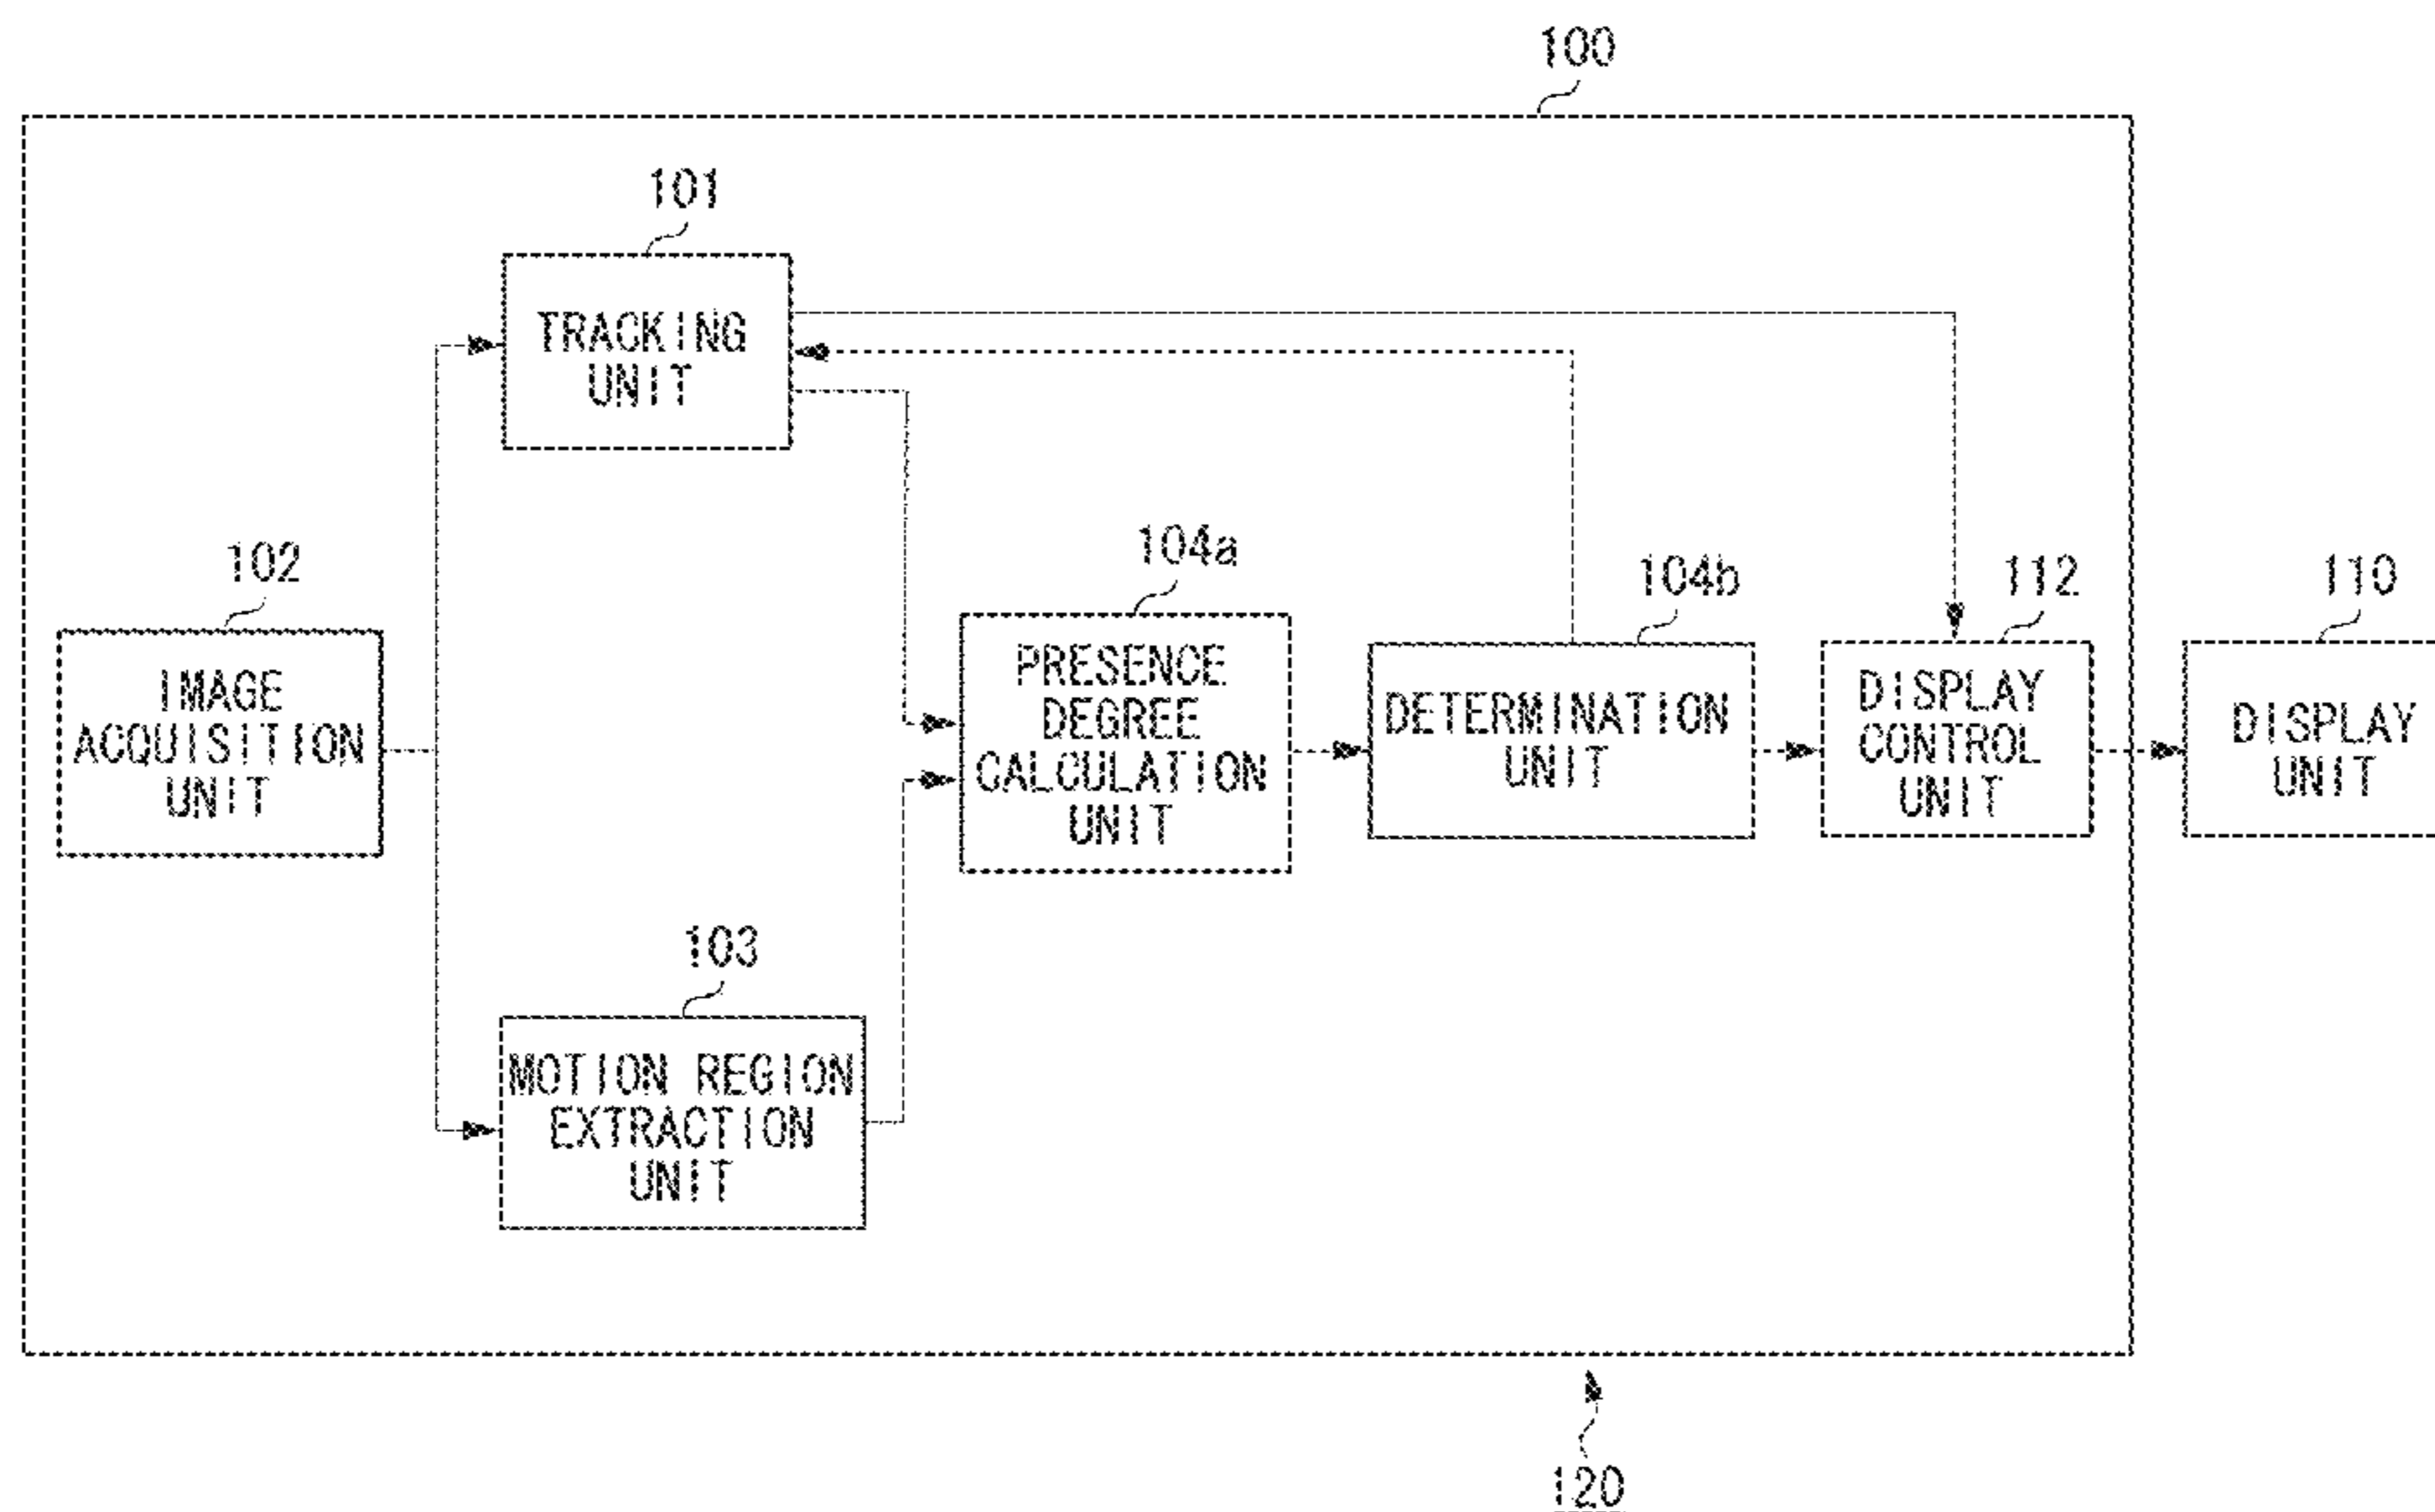 100
101
TRACKING
UNIT
102
IMAGE
ACQUISITION
UNIT
104a
PRESENCE
DEGREE
CALCULATION
UNIT
104b
DETERMINATION
UNIT
112
DISPLAY
CONTROL
UNIT
110
DISPLAY
UNIT
103
MOTION REGION
EXTRACTION
UNIT
120